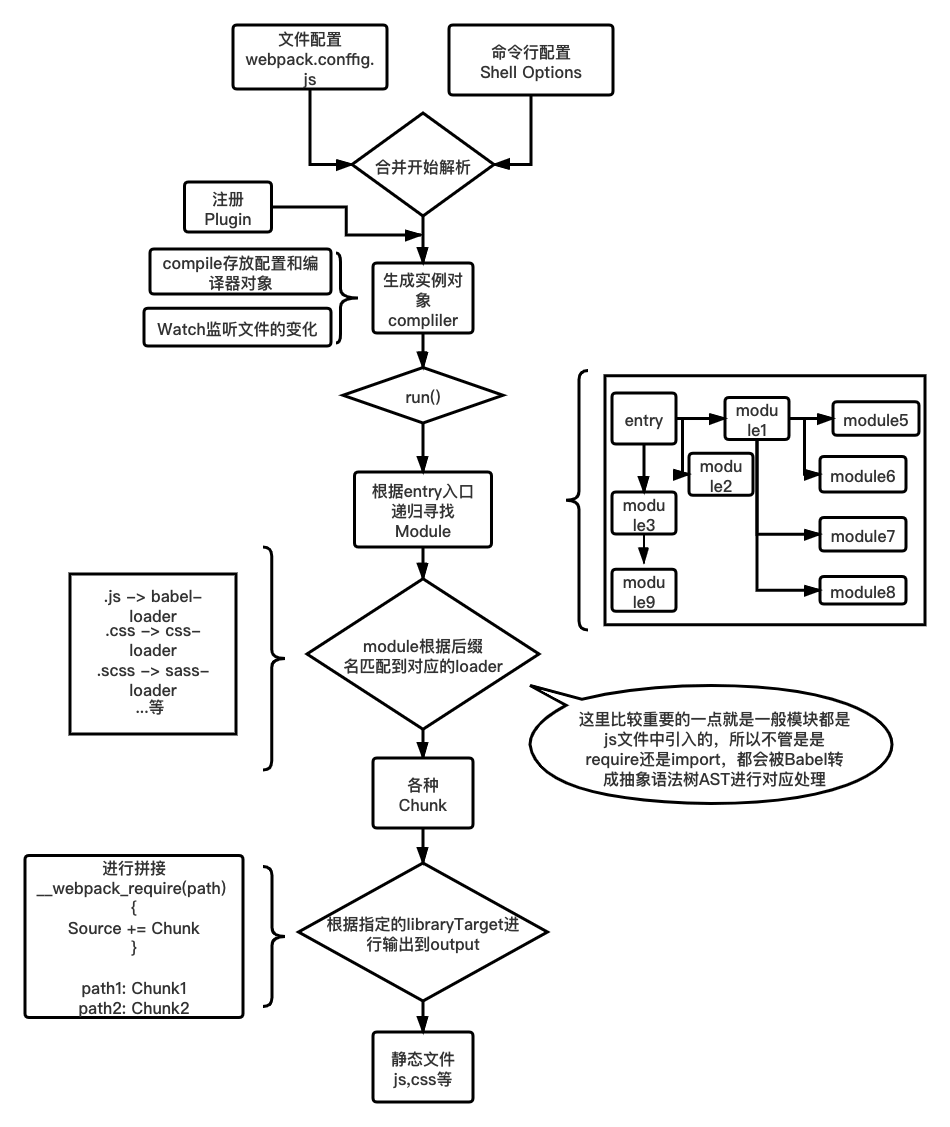 文件配置
webpack.conffig.
js
命令行配置
Shell Options
合并开始解析
注册
Plugin
compile存放配置和编
译器对象
Watch监听文件的变化
生成实例对
象
compliler
run()
根据entry入口
递归寻找
Module
entry
modu
le1
modu
le2
modu
le3
modu
le9
module5
module6
module7
module8
.js -> babel-
loader
.css -> css-
loader
.scss -> sass-
loader
...等
module根据后缀
名匹配到对应的loader
这里比较重要的一点就是一般模块都是
js文件中引入的，所以不管是是
require还是import，都会被Babel转
成抽象语法树AST进行对应处理
各种
Chunk
进行拼接
__webpack_require(path)
{
Source += Chunk
}
path1: Chunk1
path2: Chunk2
根据指定的libraryTarget进
行输出到output
静态文件
js,css等